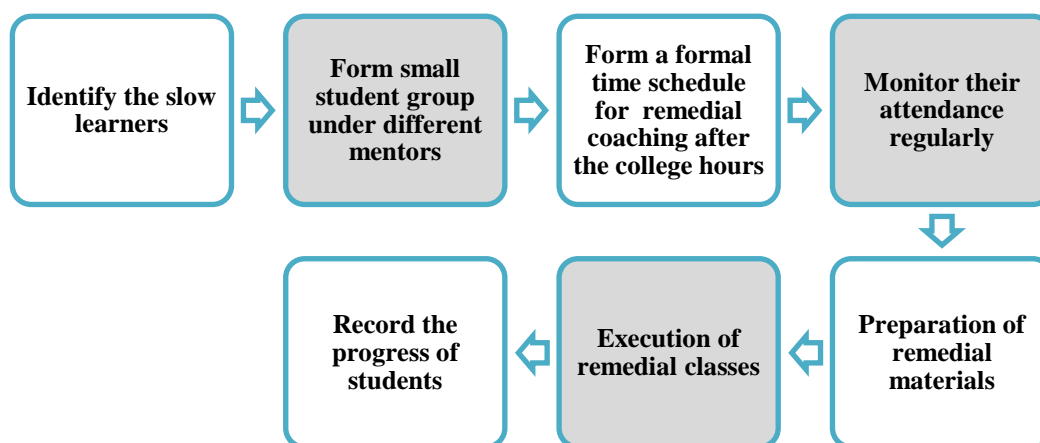 Identify the slow
learners
Form small
student group
under different
mentors
Form a formal
time schedule
for remedial
coaching after
the college hours
Monitor their
attendance
regularly
Preparation of
remedial
materials
Execution of
remedial classes
Record the
progress of
students